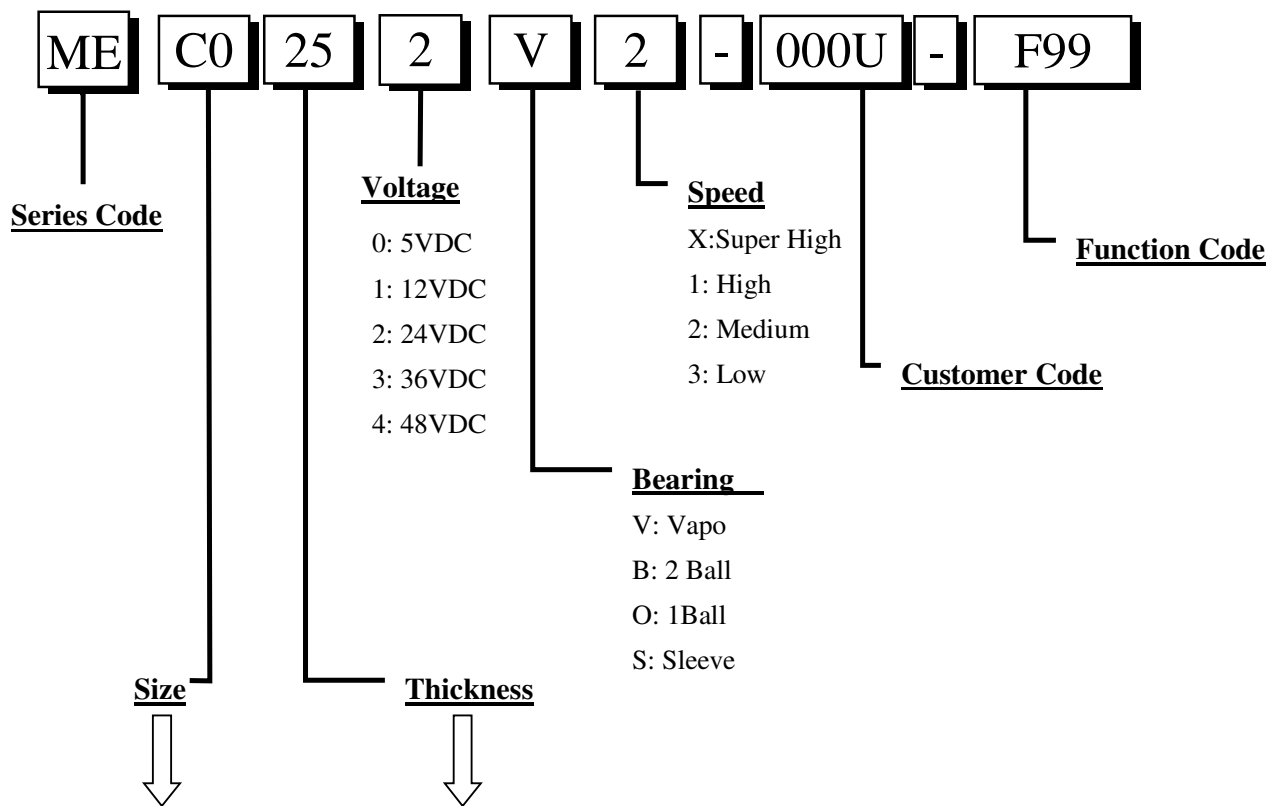 ME C0 25 2 V 2 - 000U - F99
Series Code
Voltage
0: 5VDC
1: 12VDC
2: 24VDC
3: 36VDC
4: 48VDC
Speed
X:Super High
1: High
2: Medium
3: Low
Function Code
Customer Code
Bearing
V: Vapo
B: 2 Ball
O: 1Ball
S: Sleeve
Size
Thickness